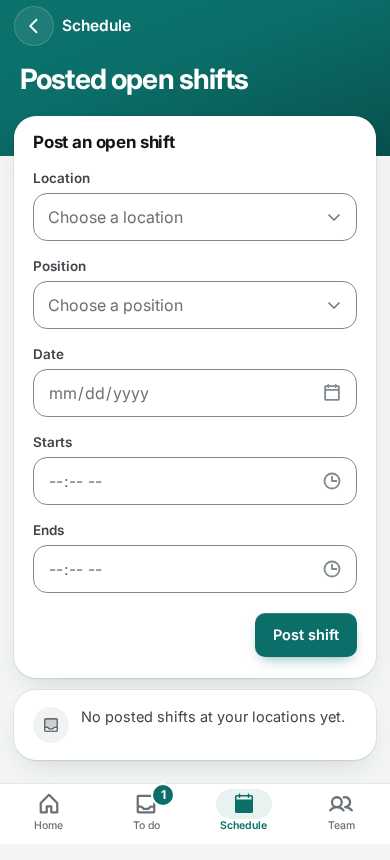 Schedule
Posted open shifts
Post an open shift
Location
Choose a location
Position
Choose a position
Date
mm/dd/yyyy
Starts
--:-- --
Ends
--:-- --
Post shift
No posted shifts at your locations yet.
1
Home
To do
Schedule
Team